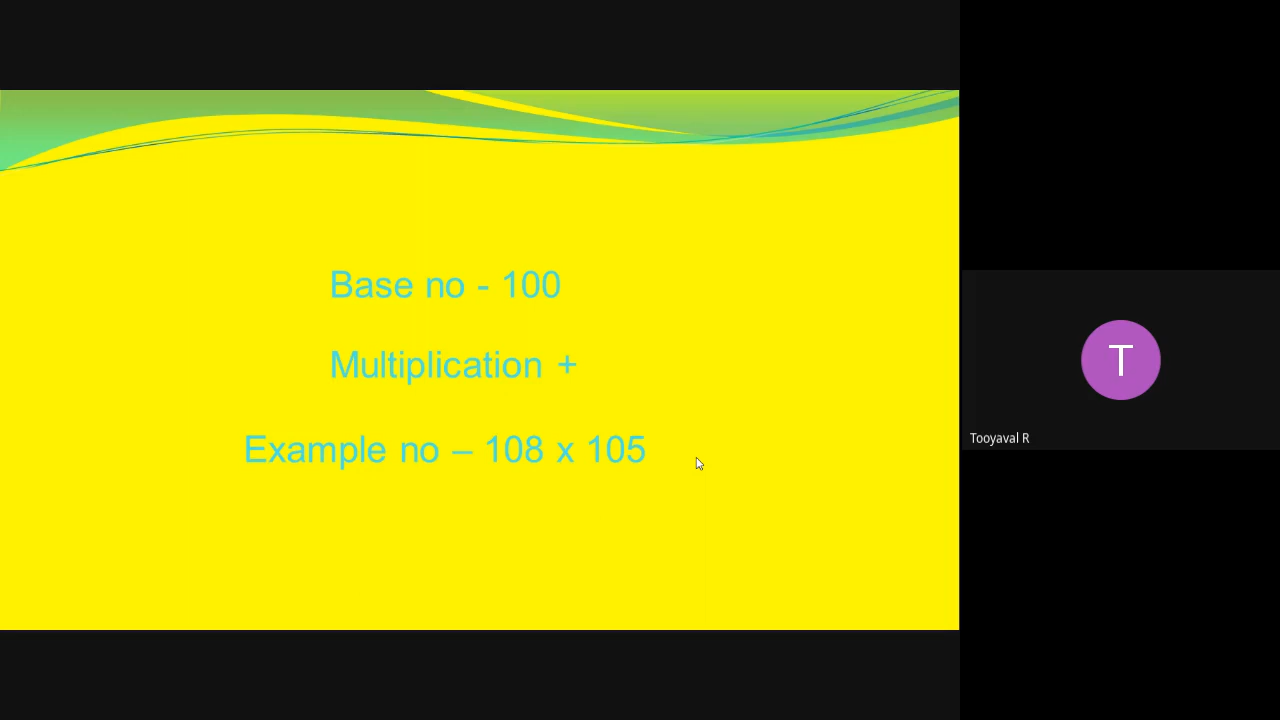 Base no - 100
Multiplication +
Example no – 108 x 105
T
Tooyaval R